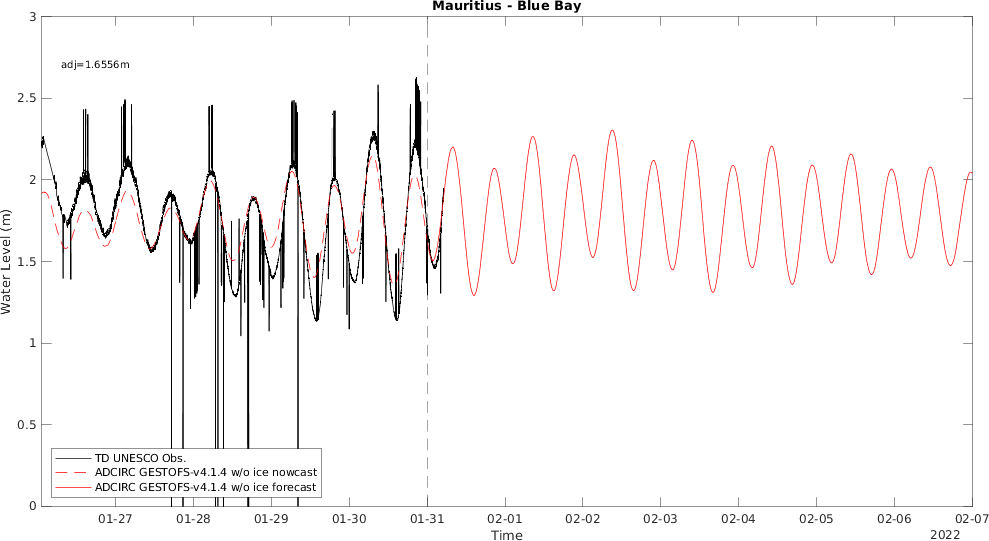 Mauritius - Blue Bay
adj=1.6556m
Water Level (m)
3
2.5
2
1.5
1
0.5
0
TD UNESCO Obs.
ADCIRC GESTOFS-v4.1.4 w/o ice nowcast
ADCIRC GESTOFS-v4.1.4 w/o ice forecast
01-27 01-28 01-29 01-30 01-31 02-01 02-02 02-03 02-04 02-05 02-06 02-07
Time
2022